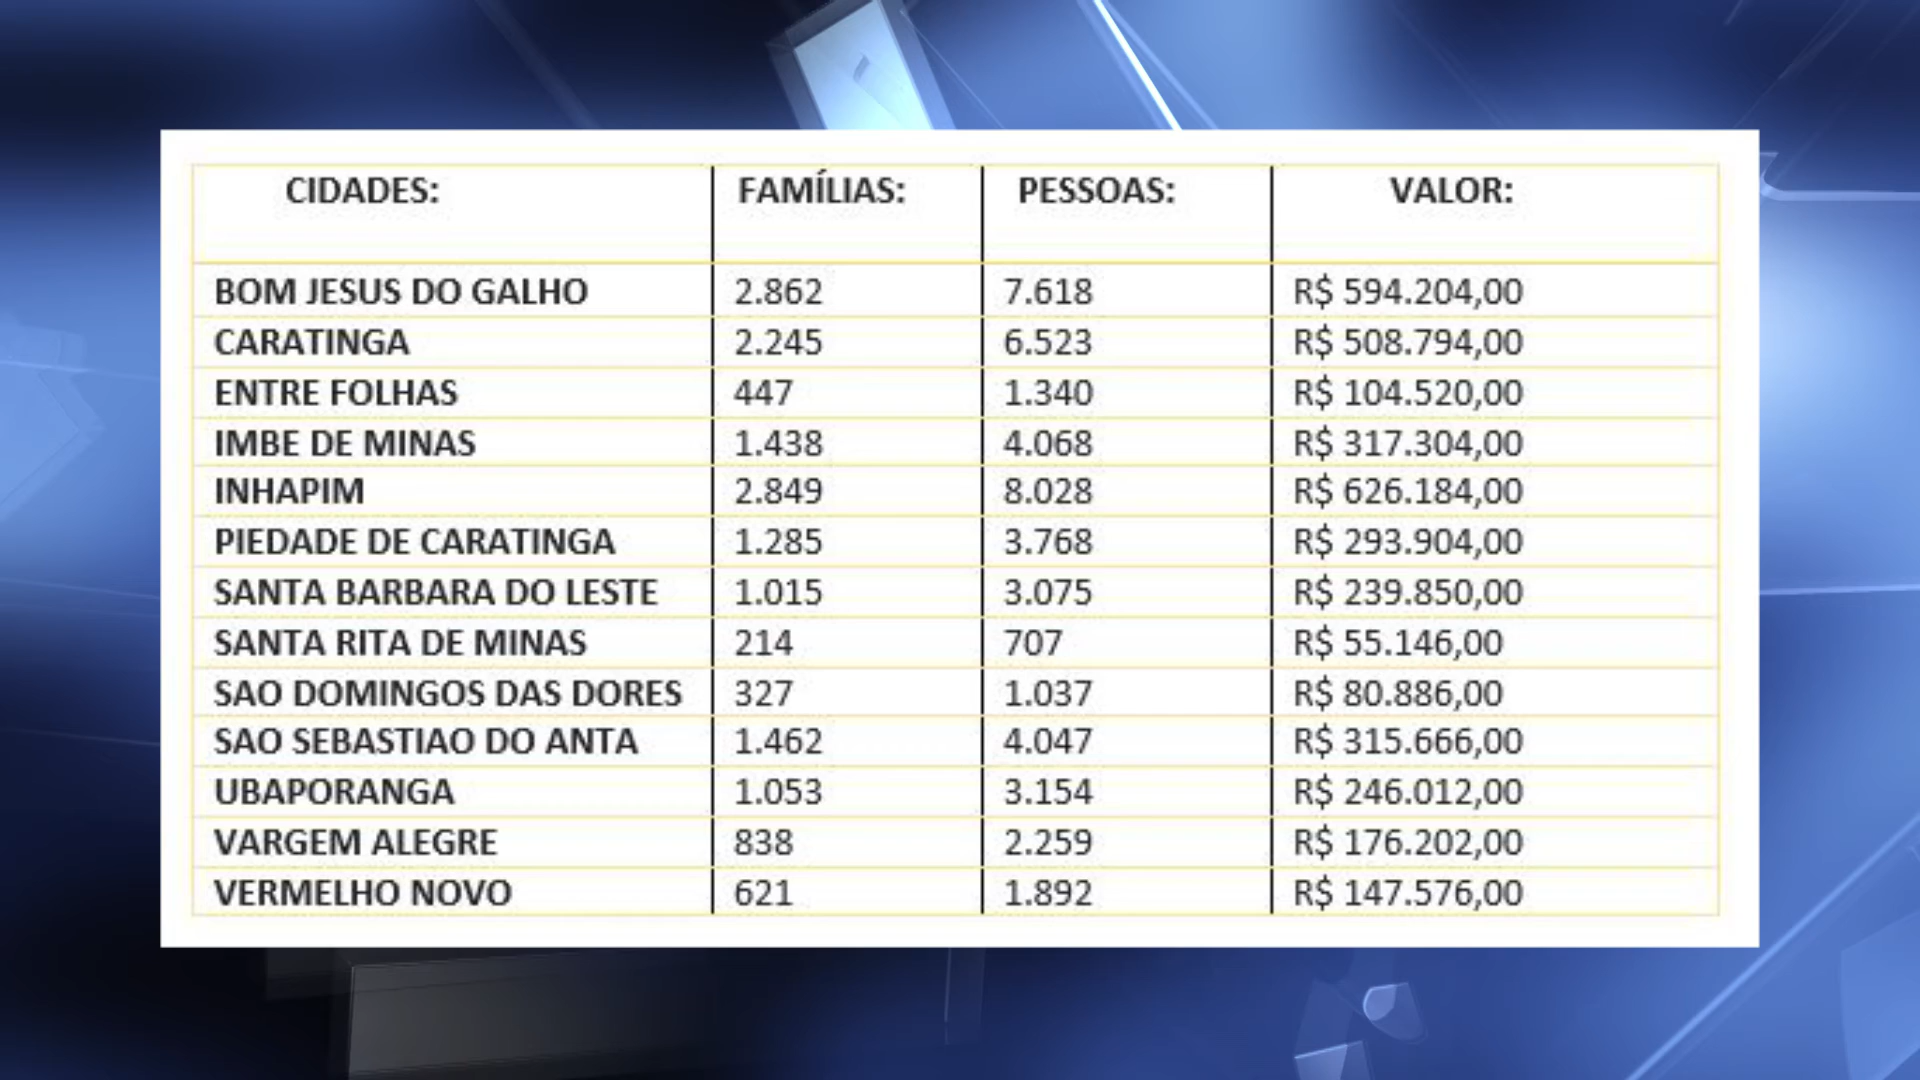 CIDADES: FAMÍLIAS: PESSOAS: VALOR:
BOM JESUS DO GALHO 2.862 7.618 R$ 594.204,00
CARATINGA 2.245 6.523 R$ 508.794,00
ENTRE FOLHAS 447 1.340 R$ 104.520,00
IMBE DE MINAS 1.438 4.068 R$ 317.304,00
INHAPIM 2.849 8.028 R$ 626.184,00
PIEDADE DE CARATINGA 1.285 3.768 R$ 293.904,00
SANTA BARBARA DO LESTE 1.015 3.075 R$ 239.850,00
SANTA RITA DE MINAS 214 707 R$ 55.146,00
SAO DOMINGOS DAS DORES 327 1.037 R$ 80.886,00
SAO SEBASTIAO DO ANTA 1.462 4.047 R$ 315.666,00
UBAPORANGA 1.053 3.154 R$ 246.012,00
VARGEM ALEGRE 838 2.259 R$ 176.202,00
VERMELHO NOVO 621 1.892 R$ 147.576,00